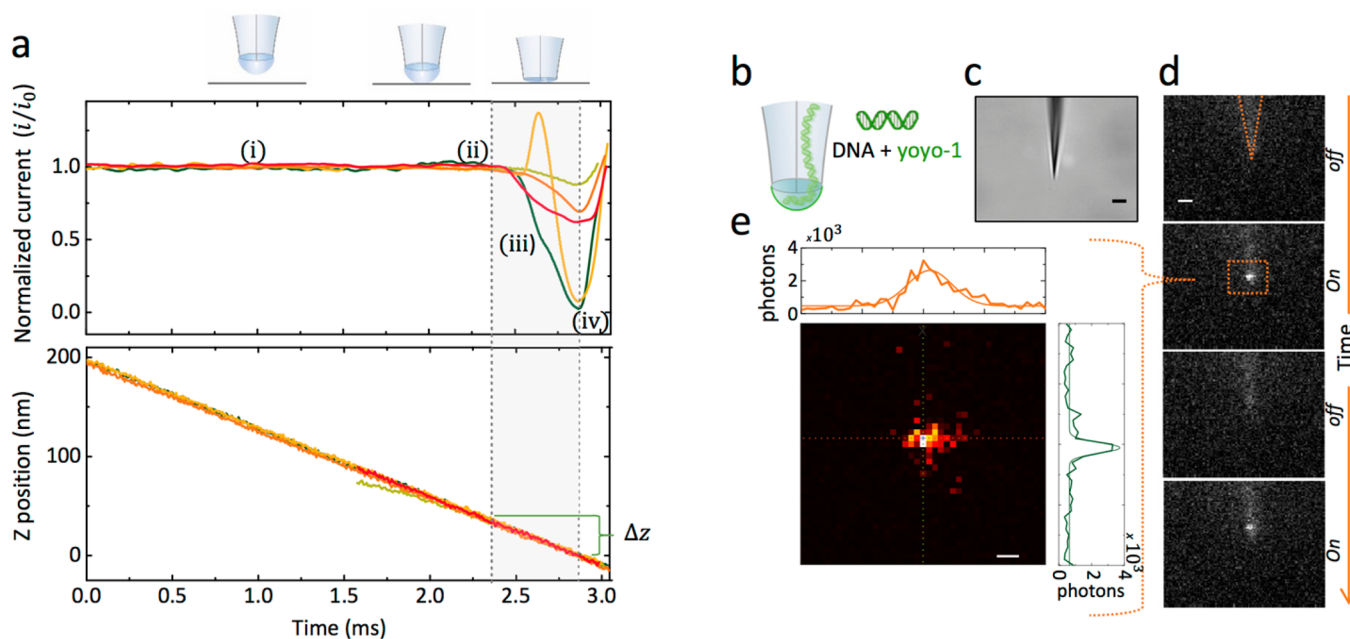 a
Normalized current (i/i₀)
1.0
0.5
0.0
(i)
(ii)
(iii)
(iv)
Z position (nm)
200
100
0
Δz
0.0
0.5
1.0
1.5
2.0
2.5
3.0
Time (ms)
b
DNA + yoyo-1
c
d
off
On
off
On
Time
e
x10³
photons
4
2
0
x 10³
0
2
4
photons